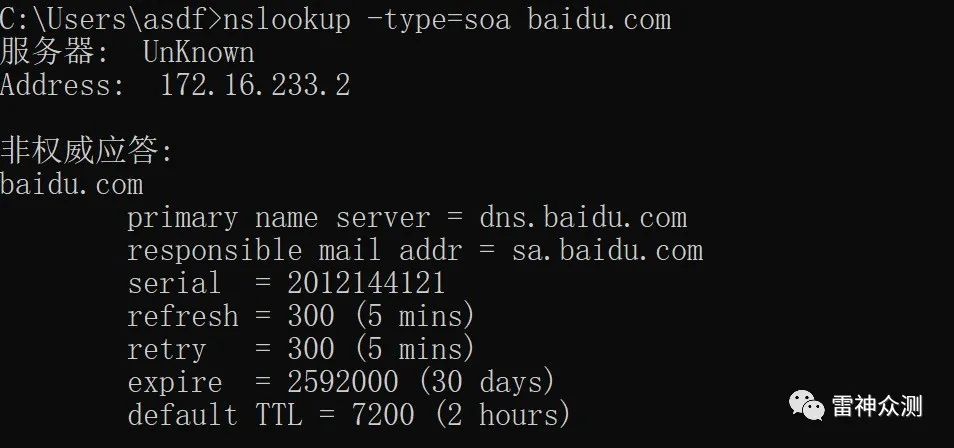 C:\Users\asdf>nslookup -type=soa baidu.com
服务器:  UnKnown
Address:  172.16.233.2
非权威应答:
baidu.com
primary name server = dns.baidu.com
responsible mail addr = sa.baidu.com
serial  = 2012144121
refresh = 300 (5 mins)
retry   = 300 (5 mins)
expire  = 2592000 (30 days)
default TTL = 7200 (2 hours)
雷神众测